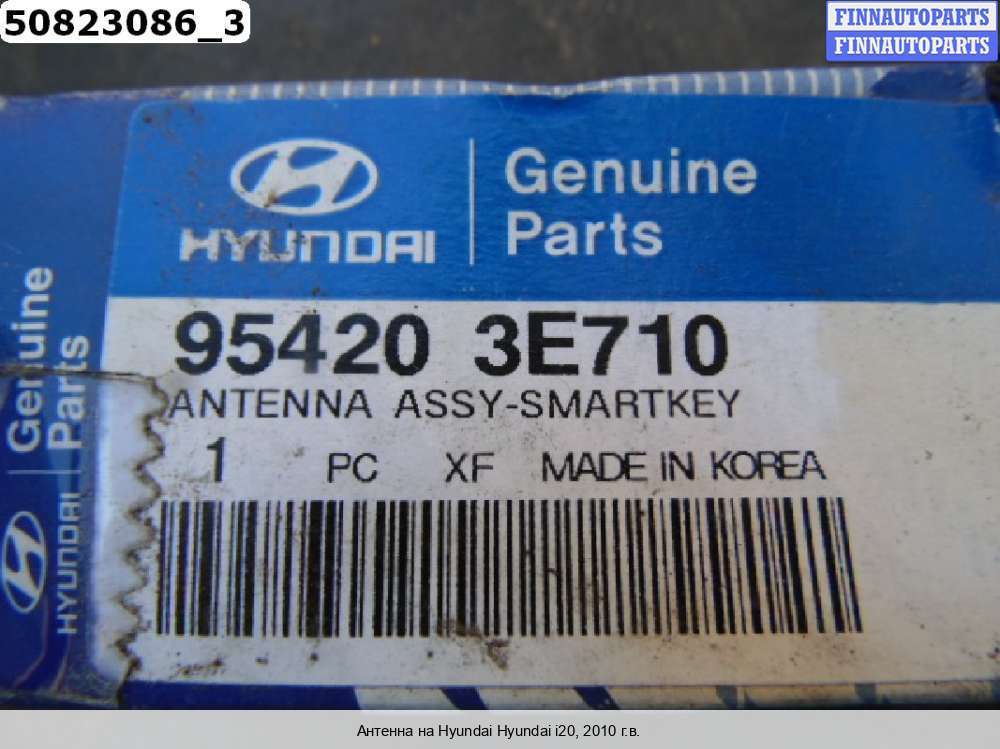 50823086_3
FINNAUTOPARTS
FINNAUTOPARTS
HYUNDAI
Genuine
Parts
95420 3E710
ANTENNA ASSY-SMARTKEY
1 PC XF MADE IN KOREA
HYUNDAI
Genuine
Parts
Антенна на Hyundai Hyundai i20, 2010 г.в.